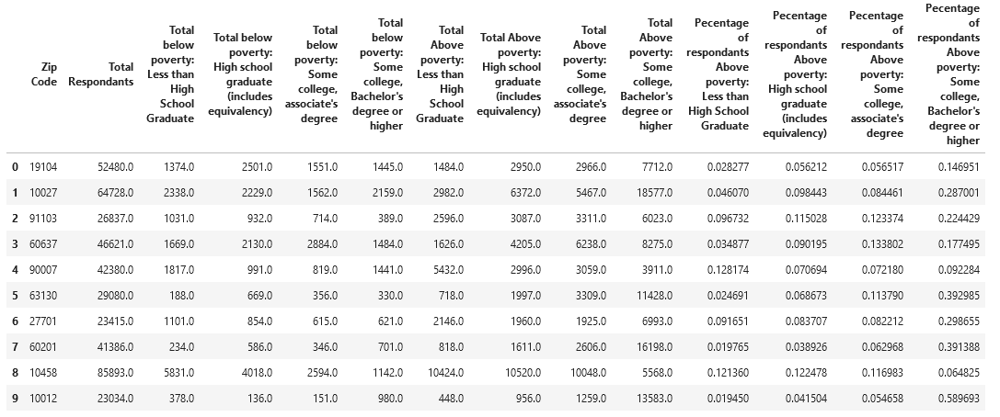 Zip Code Total Respondants Total below poverty: Less than High School Graduate Total below poverty: High school graduate (includes equivalency) Total below poverty: Some college, associate's degree Total below poverty: Some college, Bachelor's degree or higher Total Above poverty: Less than High School Graduate Total Above poverty: High school graduate (includes equivalency) Total Above poverty: Some college, associate's degree Total Above poverty: Some college, Bachelor's degree or higher Pecentage of respondants Above poverty: Less than High School Graduate Pecentage of respondants Above poverty: High school graduate (includes equivalency) Pecentage of respondants Above poverty: Some college, associate's degree Pecentage of respondants Above poverty: Some college, Bachelor's degree or higher
0 19104 52480.0 1374.0 2501.0 1551.0 1445.0 1484.0 2950.0 2966.0 7712.0 0.028277 0.056212 0.056517 0.146951
1 10027 64728.0 2338.0 2229.0 1562.0 2159.0 2982.0 6372.0 5467.0 18577.0 0.046070 0.098443 0.084461 0.287001
2 91103 26837.0 1031.0 932.0 714.0 389.0 2596.0 3087.0 3311.0 6023.0 0.096732 0.115028 0.123374 0.224429
3 60637 46621.0 1669.0 2130.0 2884.0 1484.0 1626.0 4205.0 6238.0 8275.0 0.034877 0.090195 0.133802 0.177495
4 90007 42380.0 1817.0 991.0 819.0 1441.0 5432.0 2996.0 3059.0 3911.0 0.128174 0.070694 0.072180 0.092284
5 63130 29080.0 188.0 669.0 356.0 330.0 718.0 1997.0 3309.0 11428.0 0.024691 0.068673 0.113790 0.392985
6 27701 23415.0 1101.0 854.0 615.0 621.0 2146.0 1960.0 1925.0 6993.0 0.091651 0.083707 0.082212 0.298655
7 60201 41386.0 234.0 586.0 346.0 701.0 818.0 1611.0 2606.0 16198.0 0.019765 0.038926 0.062968 0.391388
8 10458 85893.0 5831.0 4018.0 2594.0 1142.0 10424.0 10520.0 10048.0 5568.0 0.121360 0.122478 0.116983 0.064825
9 10012 23034.0 378.0 136.0 151.0 980.0 448.0 956.0 1259.0 13583.0 0.019450 0.041504 0.054658 0.589693